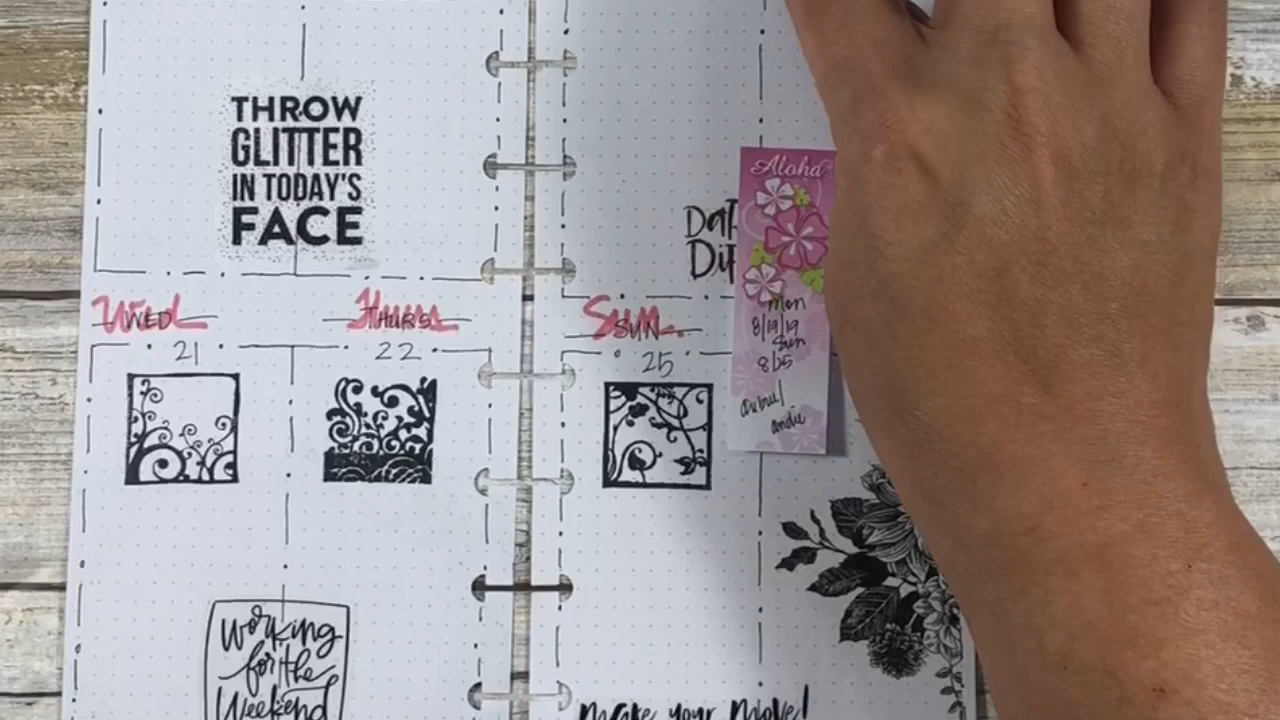 THROW
GLITTER
IN TODAY'S
FACE
Wed
WED
21
Thurs
THURS
22
working
for the
Weekend
Sun
SUN
25
Aloha
mon
8/19/19
Sun
8/25
andie
make your move!